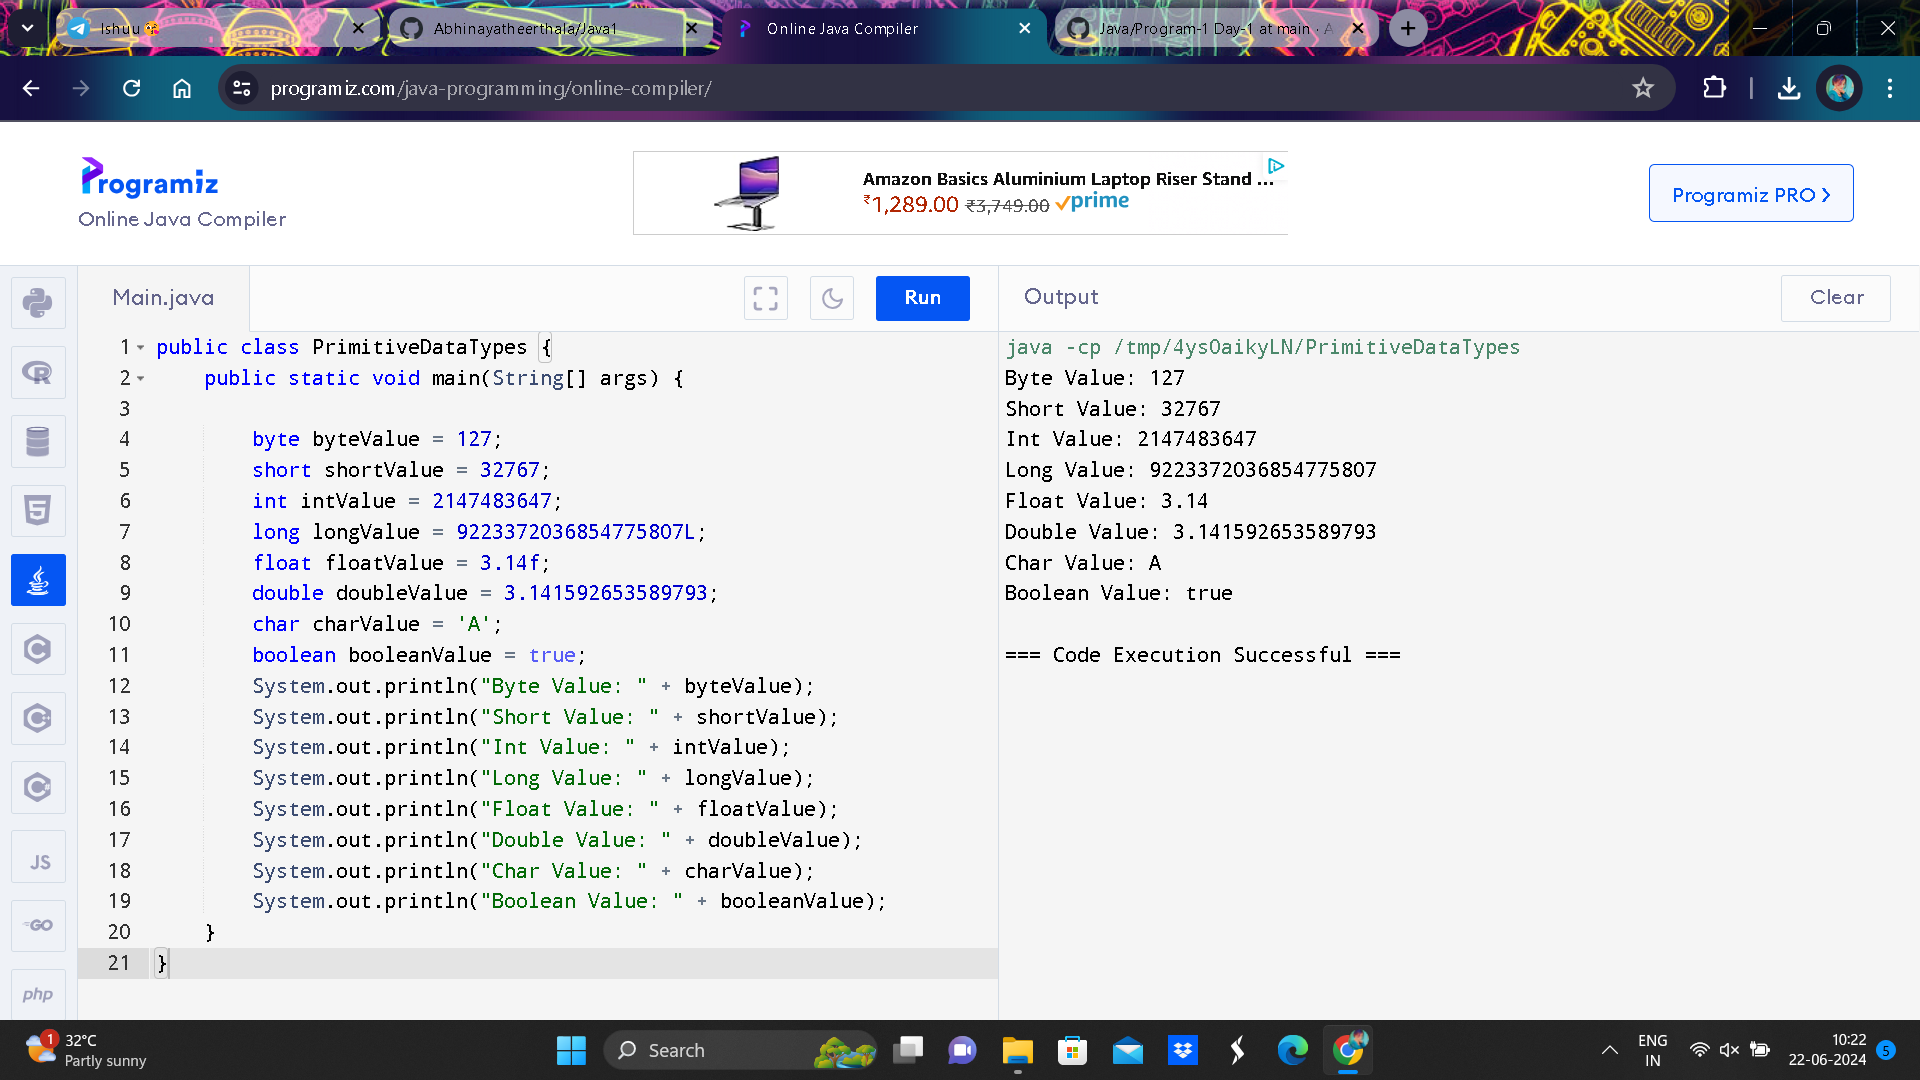 Ishuu
Abhinayatheerthala/Java1
Online Java Compiler
Java/Program-1 Day-1 at main · A
programiz.com/java-programming/online-compiler/
Programiz
Online Java Compiler
Amazon Basics Aluminium Laptop Riser Stand ...
₹1,289.00 ₹3,749.00 prime
Programiz PRO
Main.java
Run
Output
Clear
1 public class PrimitiveDataTypes {
2 public static void main(String[] args) {
3
4 byte byteValue = 127;
5 short shortValue = 32767;
6 int intValue = 2147483647;
7 long longValue = 9223372036854775807L;
8 float floatValue = 3.14f;
9 double doubleValue = 3.141592653589793;
10 char charValue = 'A';
11 boolean booleanValue = true;
12 System.out.println("Byte Value: " + byteValue);
13 System.out.println("Short Value: " + shortValue);
14 System.out.println("Int Value: " + intValue);
15 System.out.println("Long Value: " + longValue);
16 System.out.println("Float Value: " + floatValue);
17 System.out.println("Double Value: " + doubleValue);
18 System.out.println("Char Value: " + charValue);
19 System.out.println("Boolean Value: " + booleanValue);
20 }
21 }
java -cp /tmp/4ysOaikyLN/PrimitiveDataTypes
Byte Value: 127
Short Value: 32767
Int Value: 2147483647
Long Value: 9223372036854775807
Float Value: 3.14
Double Value: 3.141592653589793
Char Value: A
Boolean Value: true
=== Code Execution Successful ===
R
5
C
C
C
JS
GO
php
1
32°C
Partly sunny
Search
ENG
IN
10:22
22-06-2024
5